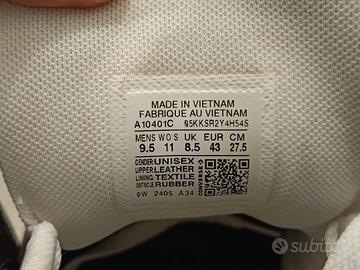 MADE IN VIETNAM
FABRIQUE AU VIETNAM
A10401C 95KKSR2Y4H54S
MENS WO'S UK EUR CM
9.5 11 8.5 43 27.5
GENDER UNISEX
UPPER LEATHER
LINING TEXTILE
OUTSOLE RUBBER
9W 2405 A34
CONVERSE
subito